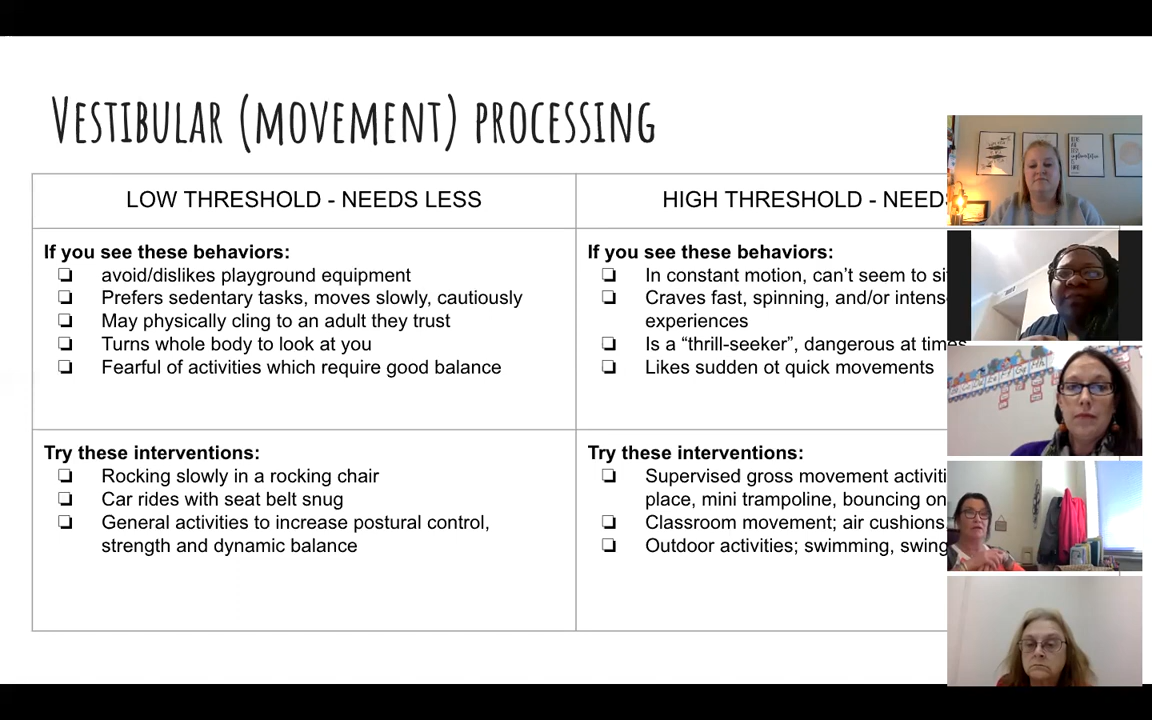 VESTIBULAR (MOVEMENT) PROCESSING
LOW THRESHOLD - NEEDS LESS
HIGH THRESHOLD - NEEDS
If you see these behaviors:
avoid/dislikes playground equipment
Prefers sedentary tasks, moves slowly, cautiously
May physically cling to an adult they trust
Turns whole body to look at you
Fearful of activities which require good balance
If you see these behaviors:
In constant motion, can't seem to
Craves fast, spinning, and/or
experiences
Is a “thrill-seeker”, dangerous at times
Likes sudden ot quick movements
Try these interventions:
Rocking slowly in a rocking chair
Car rides with seat belt snug
General activities to increase postural control,
strength and dynamic balance
Try these interventions:
Supervised gross movement
place, mini trampoline, bouncing on
Classroom movement; air cushions
Outdoor activities; swimming,